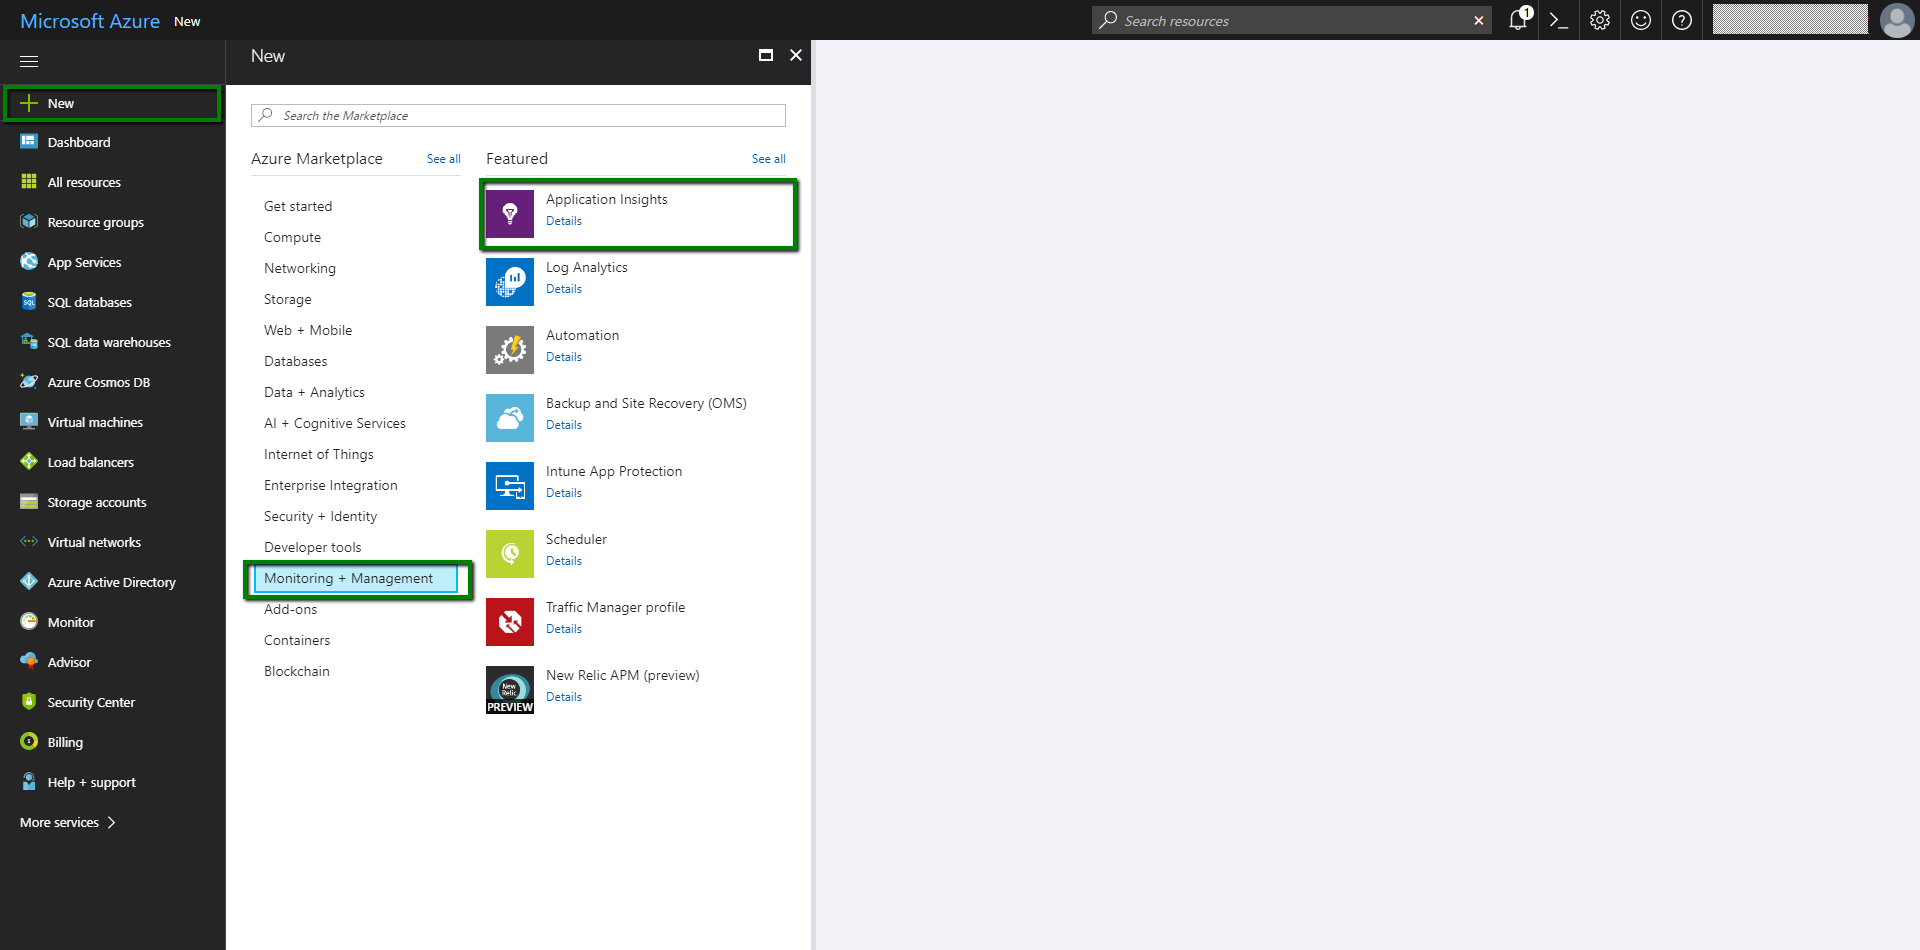 Microsoft Azure New
Search resources
1
New
Dashboard
All resources
Resource groups
App Services
SQL databases
SQL data warehouses
Azure Cosmos DB
Virtual machines
Load balancers
Storage accounts
Virtual networks
Azure Active Directory
Monitor
Advisor
Security Center
Billing
Help + support
More services
New
Search the Marketplace
Azure Marketplace See all
Get started
Compute
Networking
Storage
Web + Mobile
Databases
Data + Analytics
AI + Cognitive Services
Internet of Things
Enterprise Integration
Security + Identity
Developer tools
Monitoring + Management
Add-ons
Containers
Blockchain
Featured See all
Application Insights
Details
Log Analytics
Details
Automation
Details
Backup and Site Recovery (OMS)
Details
Intune App Protection
Details
Scheduler
Details
Traffic Manager profile
Details
New Relic APM (preview)
Details
New
Relic
PREVIEW
SQL